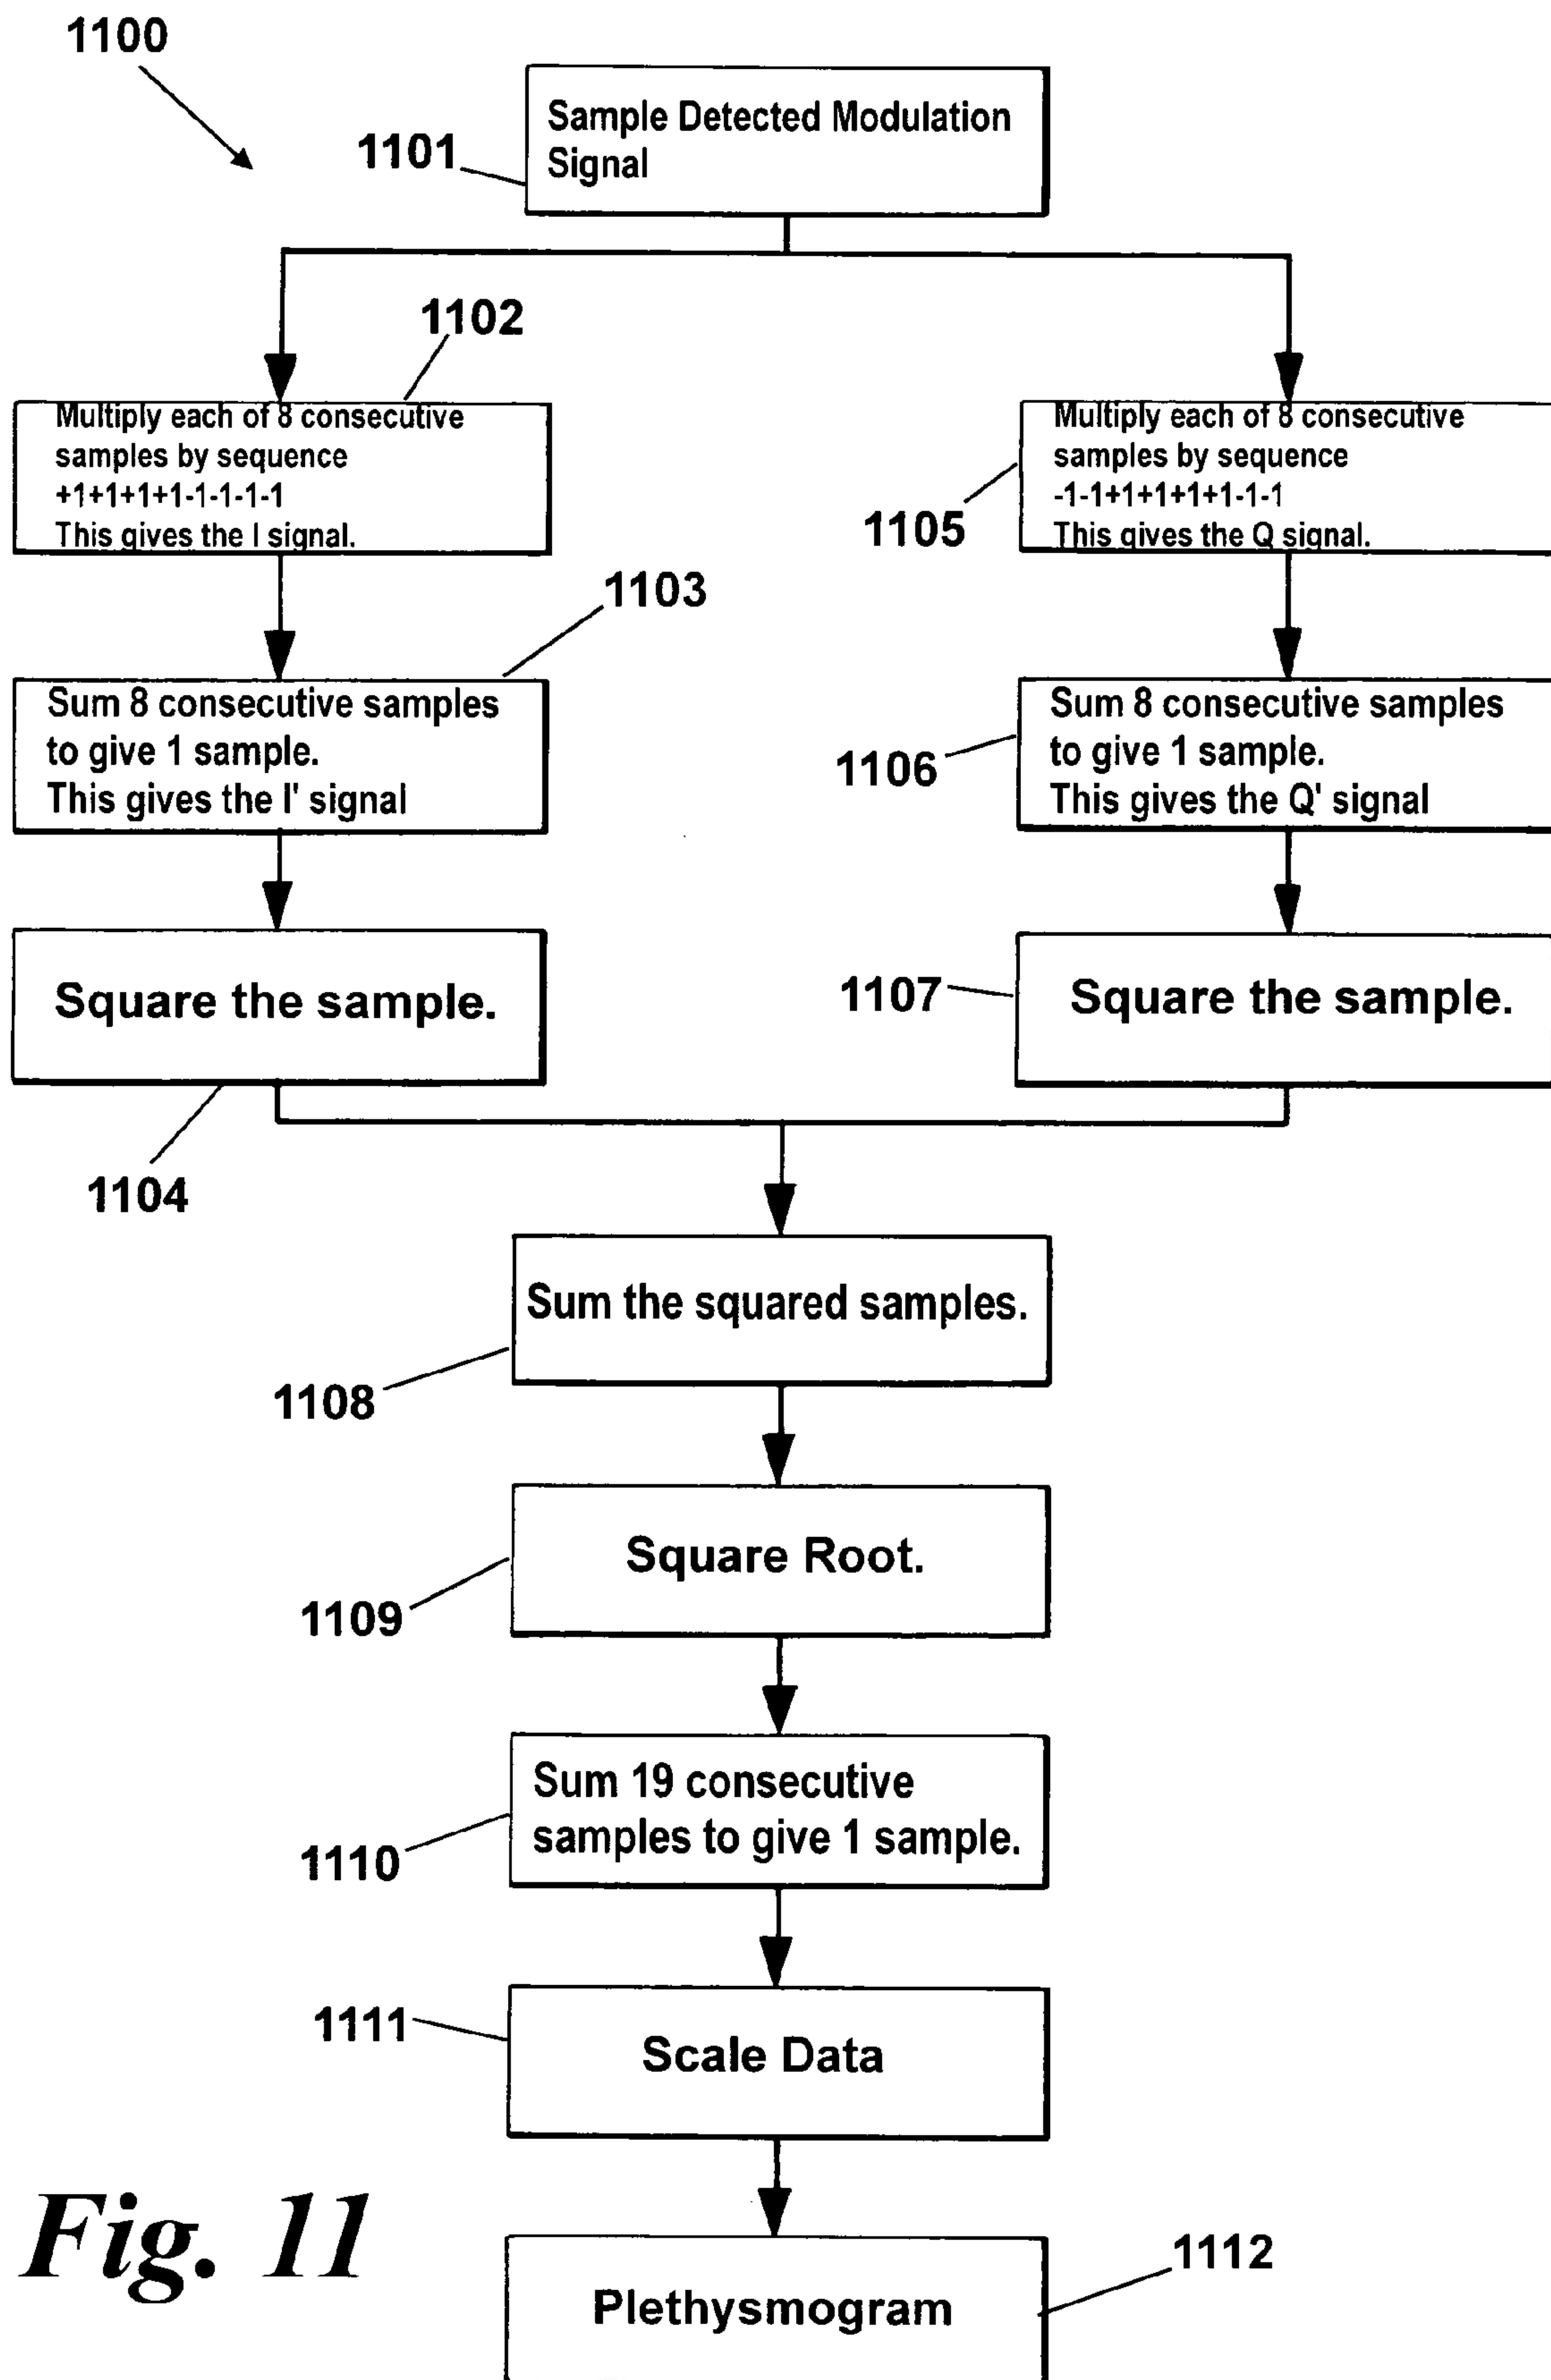 1100
Sample Detected Modulation
Signal
1101
1102
Multiply each of 8 consecutive
samples by sequence
+1+1+1+1-1-1-1-1
This gives the I signal.
Multiply each of 8 consecutive
samples by sequence
-1-1+1+1+1+1-1-1
This gives the Q signal.
1105
1103
Sum 8 consecutive samples
to give 1 sample.
This gives the I' signal
Sum 8 consecutive samples
to give 1 sample.
This gives the Q' signal
1106
Square the sample.
1104
1107
Square the sample.
Sum the squared samples.
1108
Square Root.
1109
Sum 19 consecutive
samples to give 1 sample.
1110
1111
Scale Data
Fig. 11
1112
Plethysmogram